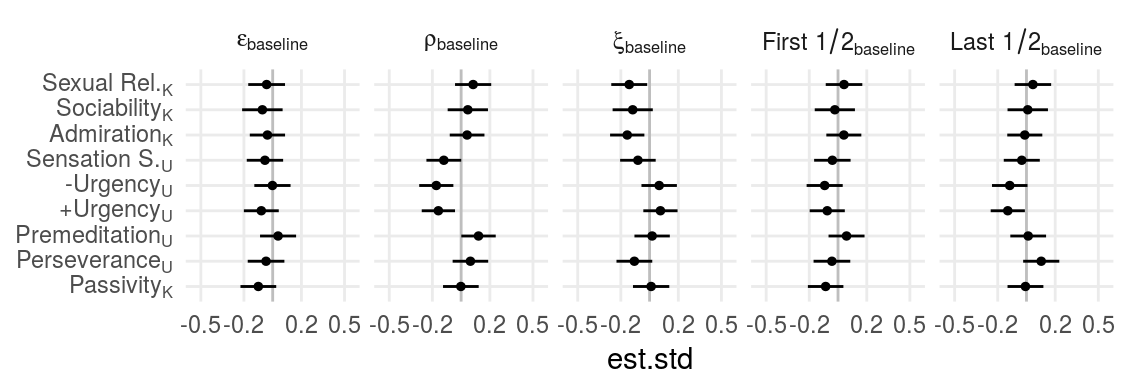 εbaseline ρbaseline ξbaseline First 1/2baseline Last 1/2baseline
Sexual Rel.K
SociabilityK
AdmirationK
Sensation S.U
-UrgencyU
+UrgencyU
PremeditationU
PerseveranceU
PassivityK
-0.5 -0.2 0.2 0.5 -0.5 -0.2 0.2 0.5 -0.5 -0.2 0.2 0.5 -0.5 -0.2 0.2 0.5 -0.5 -0.2 0.2 0.5
est.std